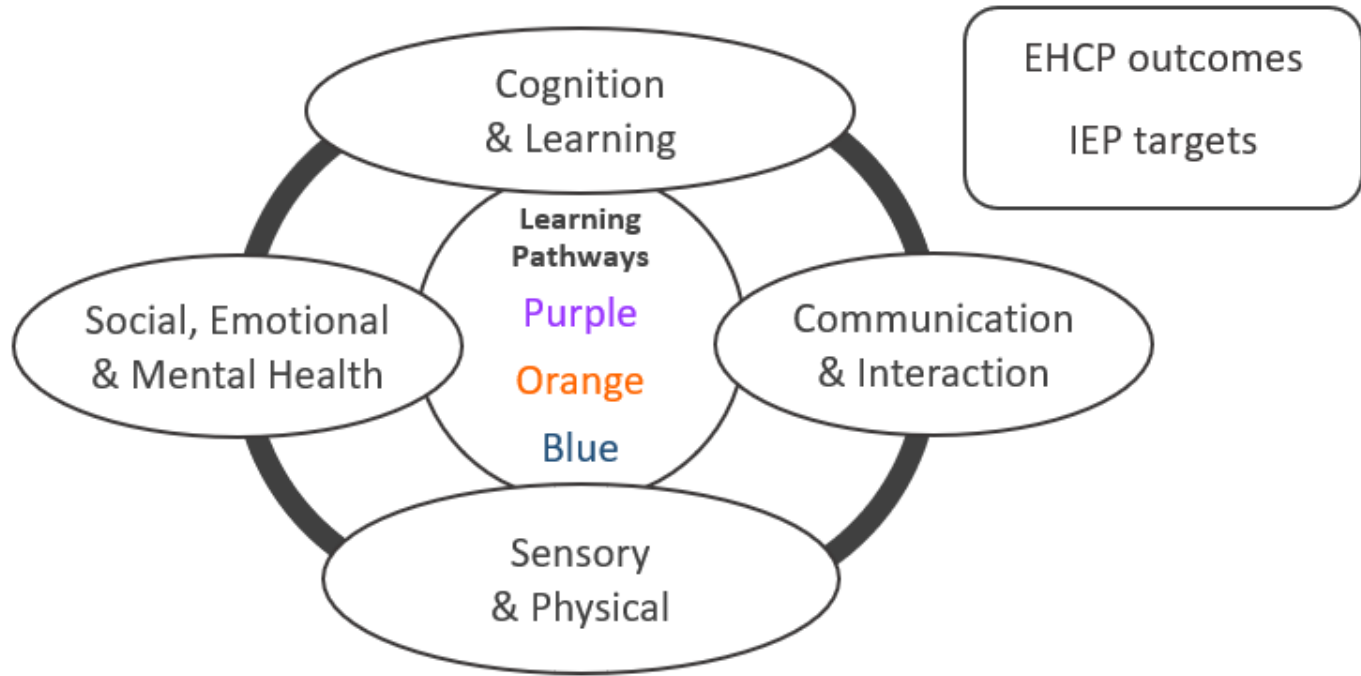 Cognition
& Learning
EHCP outcomes
IEP targets
Learning
Pathways
Purple
Orange
Blue
Social, Emotional
& Mental Health
Communication
& Interaction
Sensory
& Physical